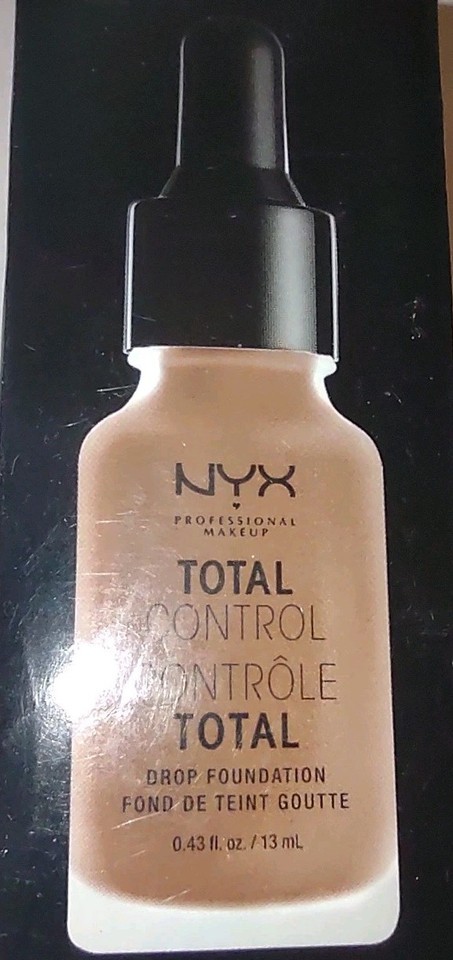 NYX
PROFESSIONAL
MAKEUP
TOTAL
CONTROL
CONTRÔLE
TOTAL
DROP FOUNDATION
FOND DE TEINT GOUTTE
0.43 fl. oz. / 13 mL